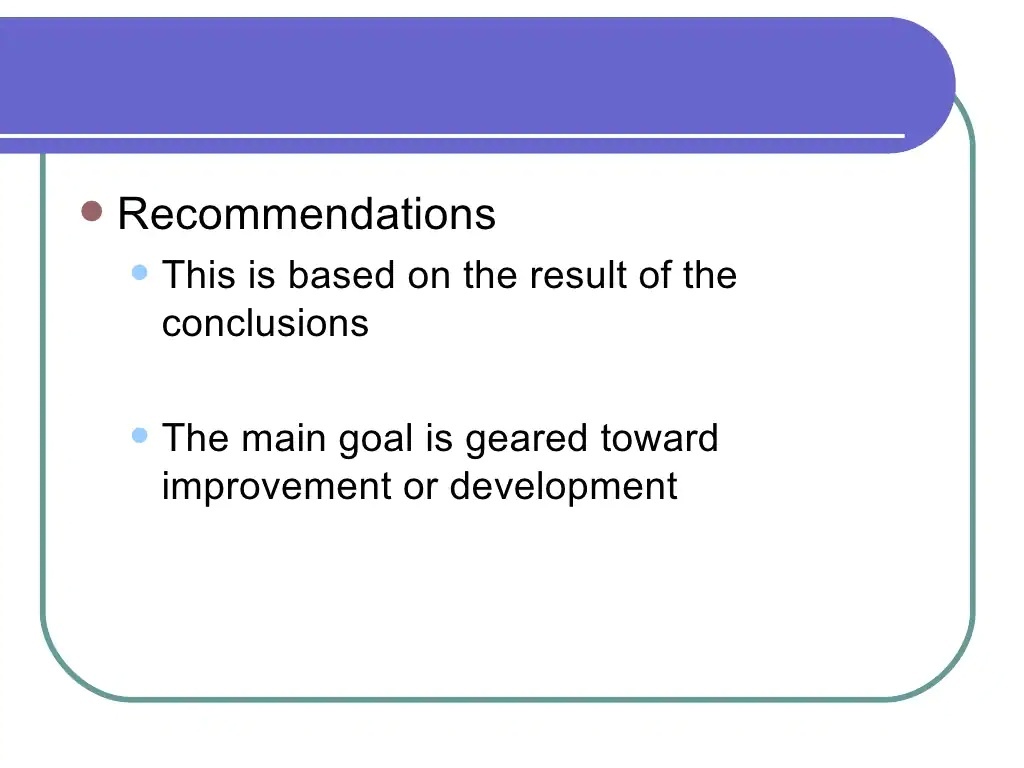 Recommendations
This is based on the result of the
conclusions
The main goal is geared toward
improvement or development